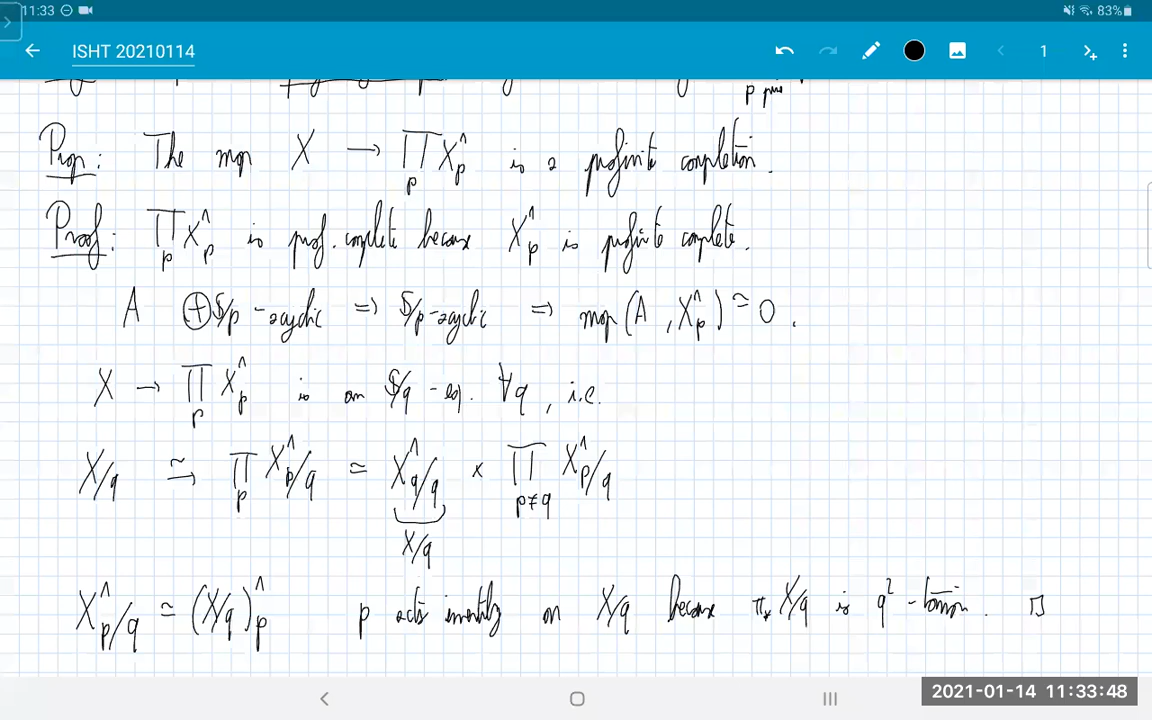 11:33
83%
ISHT 20210114
1
p prime
Prop: The map X → ∏_p X^∧_p is a profinite completion.
Proof: ∏_p X^∧_p is prof. complete because X^∧_p is profinite complete.
A ⊕ $/p - acyclic => $/p-acyclic => map(A, X^∧_p) ≃ 0.
X → ∏_p X^∧_p is an $/q - eq. ∀q, i.e.
X/q ≃→ ∏_p X^∧_p/q ≃ X^∧_q/q × ∏_{p≠q} X^∧_p/q
X/q
X^∧_p/q ≃ (X/q)^∧_p p acts invertibly on X/q because π_* X/q is q²-torsion. □
2021-01-14 11:33:48